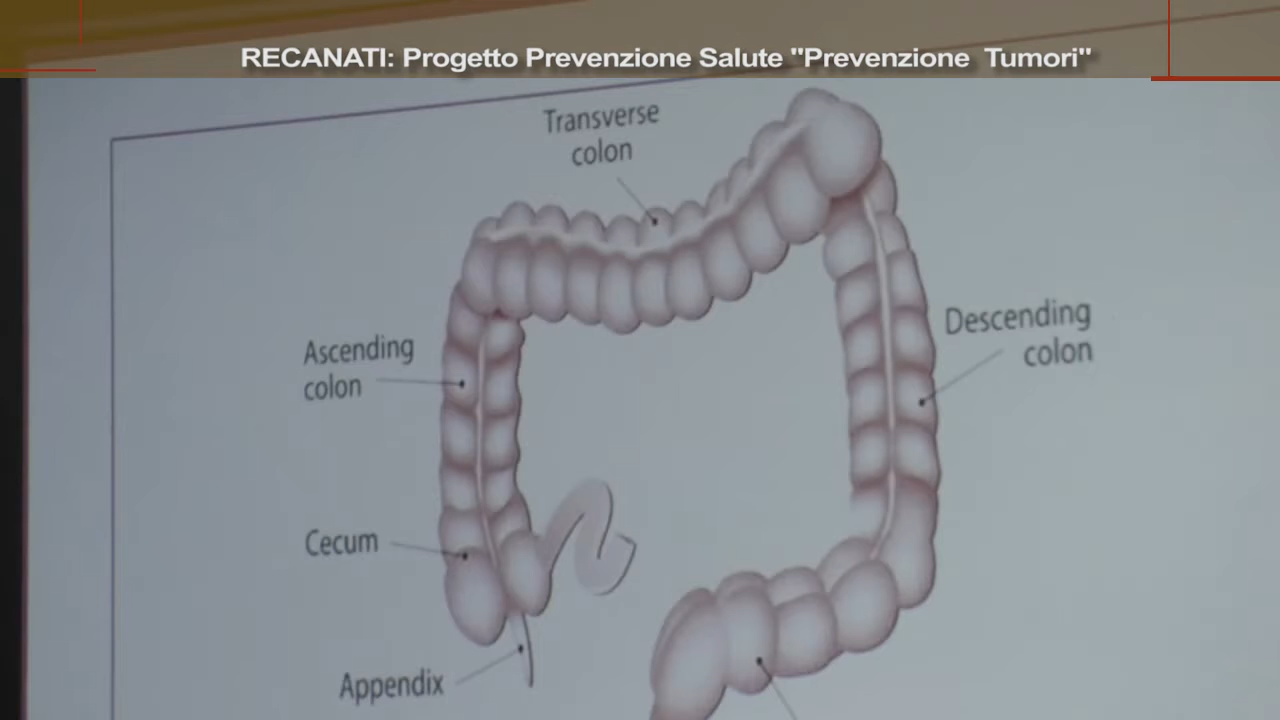 RECANATI: Progetto Prevenzione Salute "Prevenzione Tumori"
Transverse
colon
Ascending
colon
Descending
colon
Cecum
Appendix